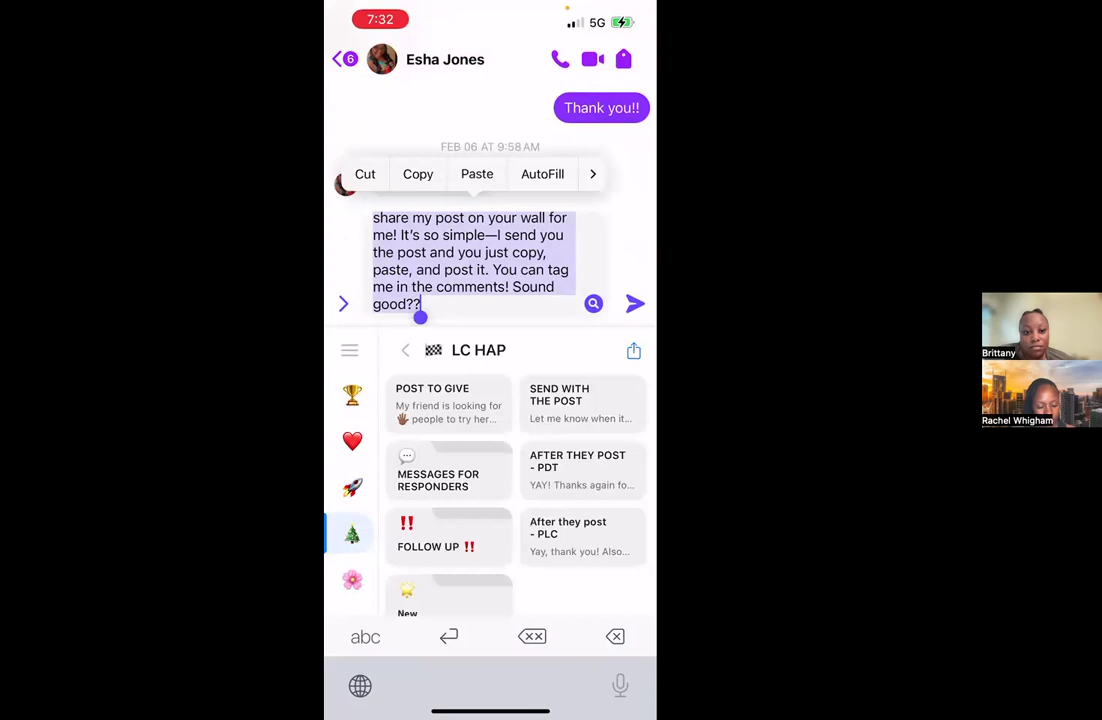 7:32
5G
6
Esha Jones
Thank you!!
FEB 06 AT 9:58 AM
Cut
Copy
Paste
AutoFill
share my post on your wall for
me! It's so simple—I send you
the post and you just copy,
paste, and post it. You can tag
me in the comments! Sound
good??
LC HAP
POST TO GIVE
My friend is looking for
people to try her...
SEND WITH
THE POST
Let me know when it...
MESSAGES FOR
RESPONDERS
AFTER THEY POST
- PDT
YAY! Thanks again fo...
FOLLOW UP
After they post
- PLC
Yay, thank you! Also...
New
abc
Brittany
Rachel Whigham